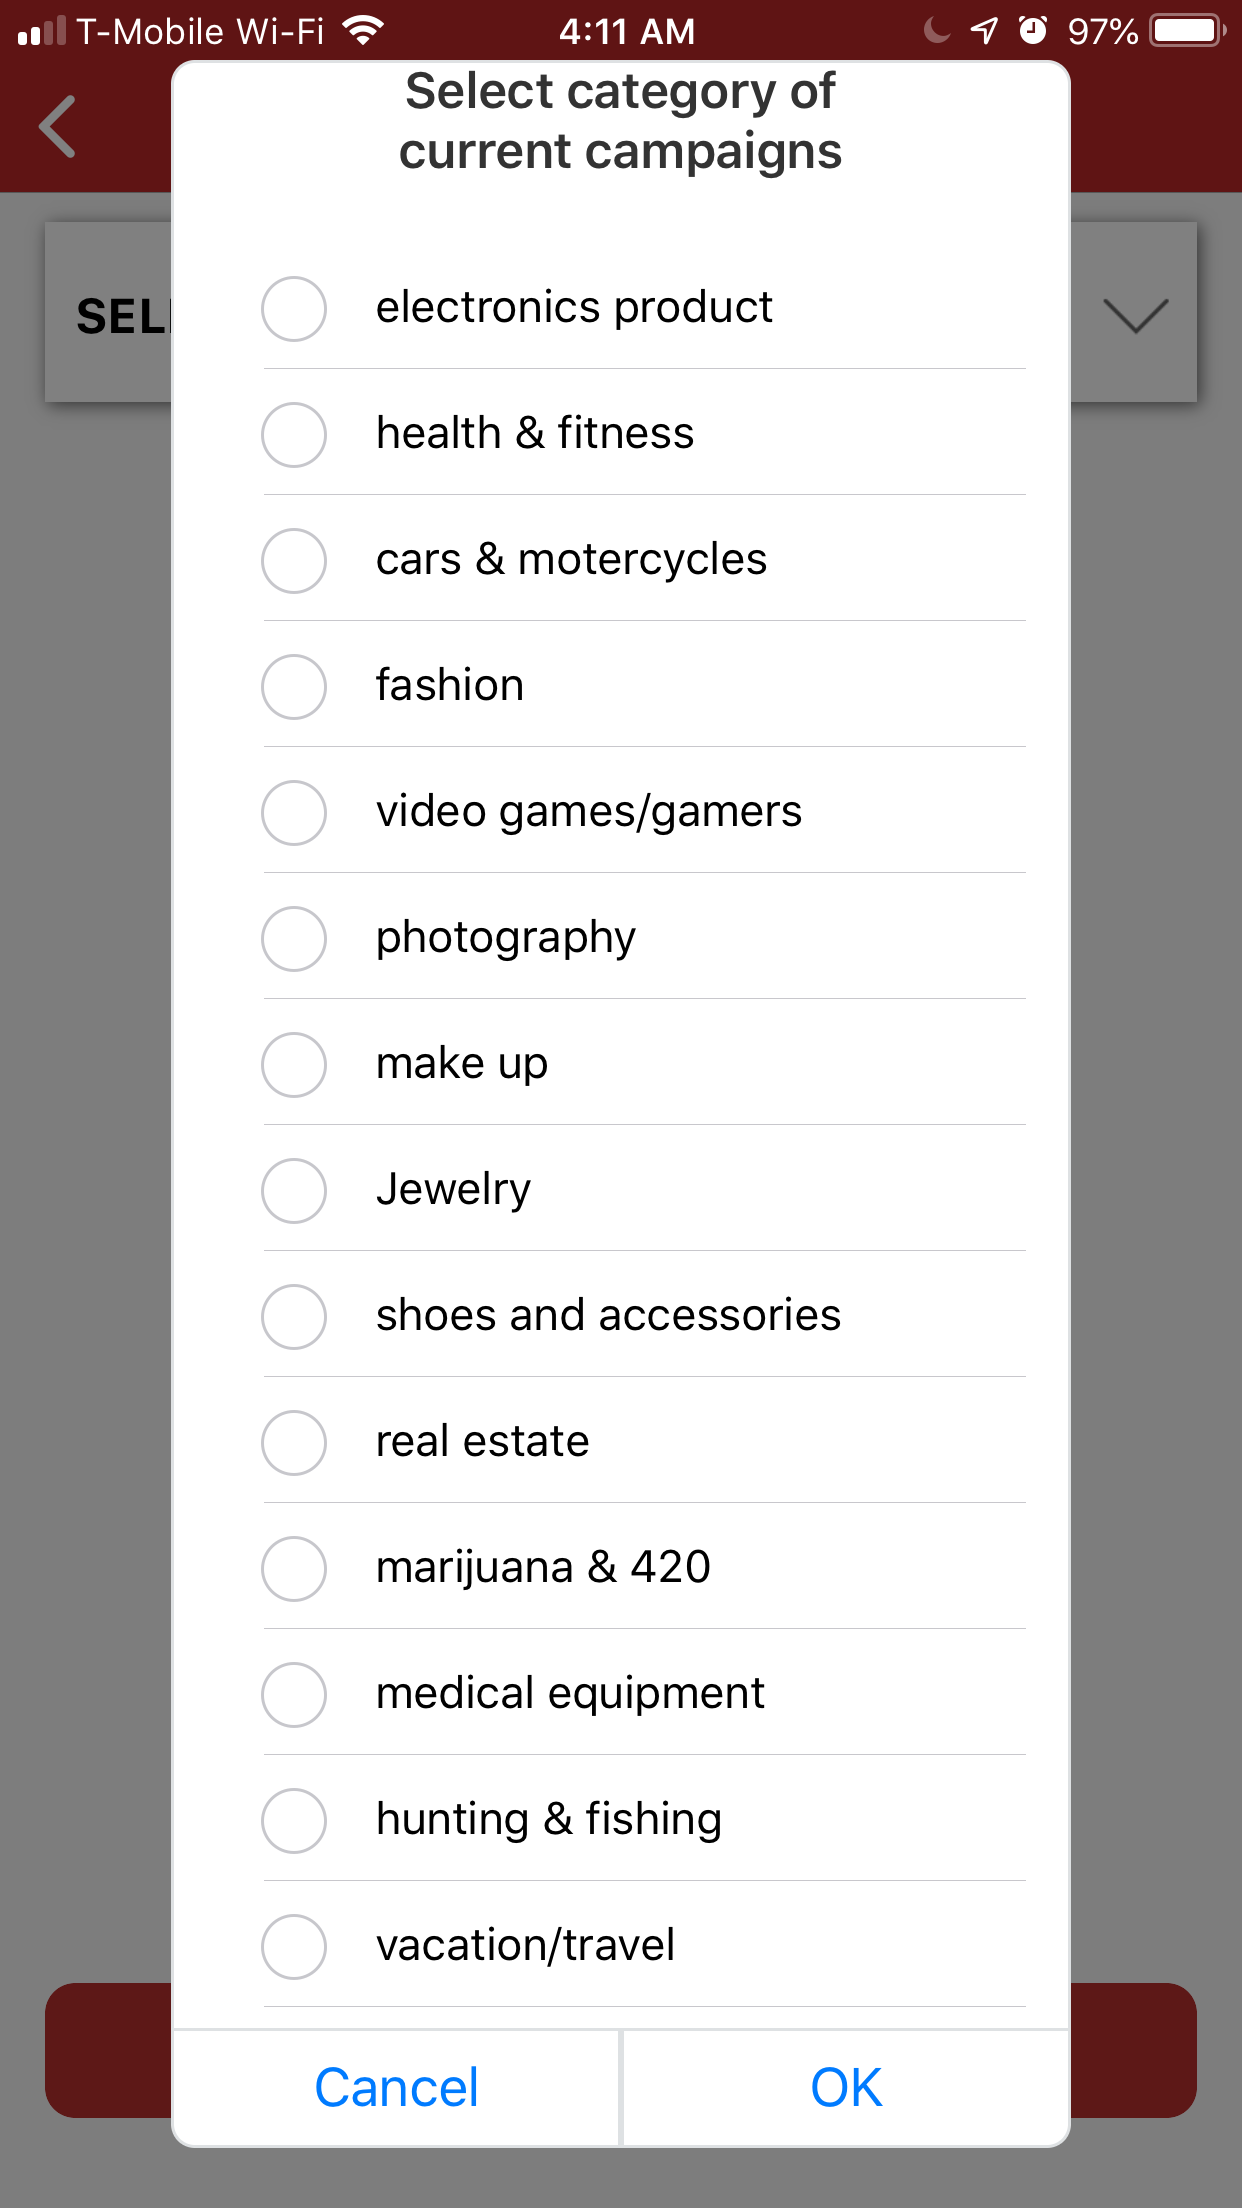 T-Mobile Wi-Fi 4:11 AM 97%
Select category of
current campaigns
SEL
electronics product
health & fitness
cars & motercycles
fashion
video games/gamers
photography
make up
Jewelry
shoes and accessories
real estate
marijuana & 420
medical equipment
hunting & fishing
vacation/travel
Cancel OK